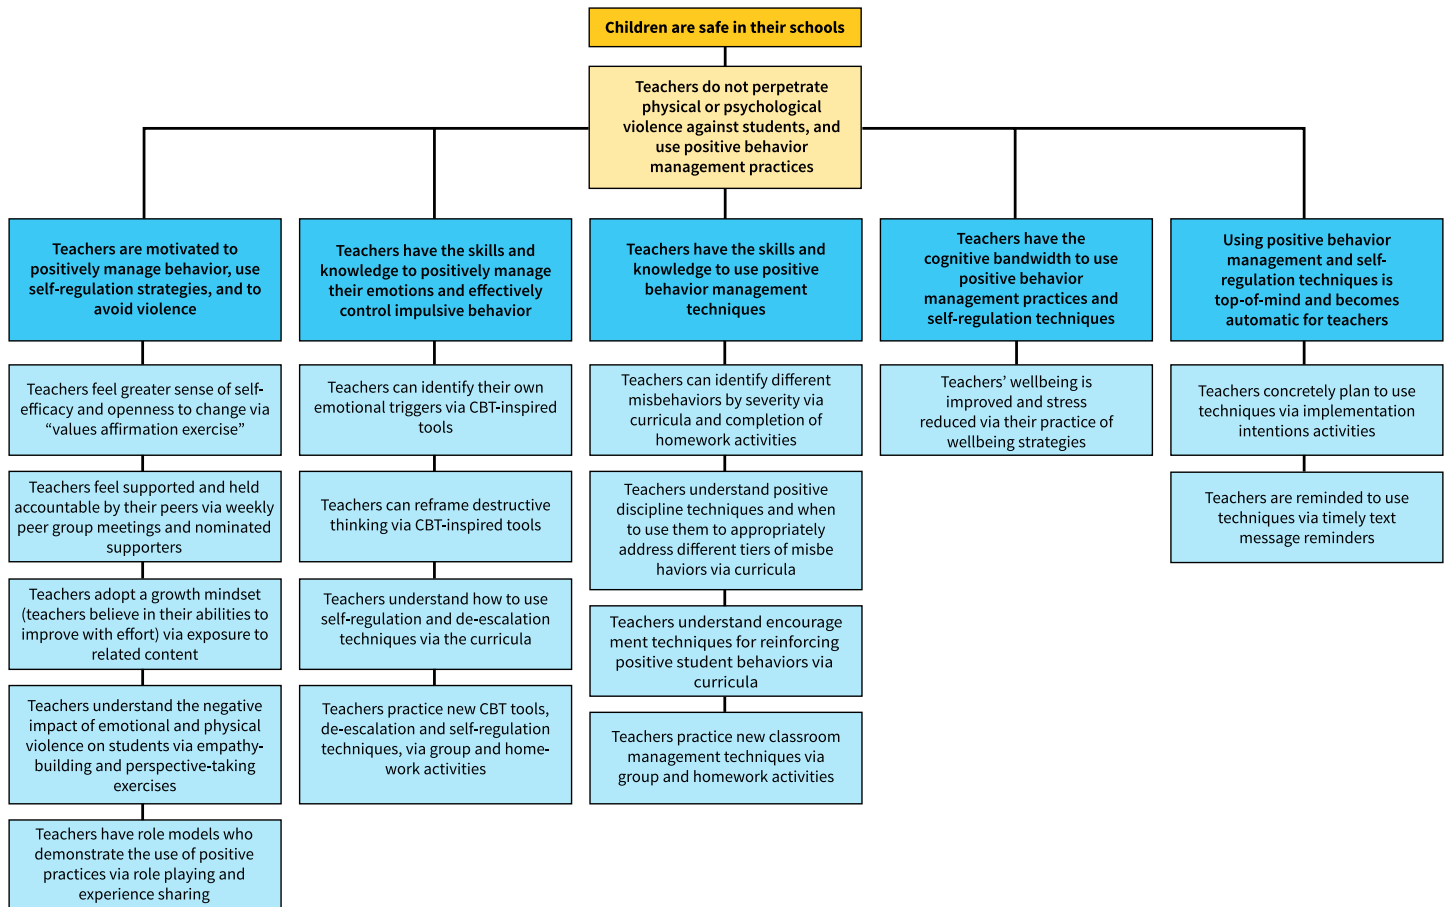 Children are safe in their schools
Teachers do not perpetrate
physical or psychological
violence against students, and
use positive behavior
management practices
Teachers are motivated to
positively manage behavior, use
self-regulation strategies, and to
avoid violence
Teachers feel greater sense of self-
efficacy and openness to change via
“values affirmation exercise”
Teachers feel supported and held
accountable by their peers via weekly
peer group meetings and nominated
supporters
Teachers adopt a growth mindset
(teachers believe in their abilities to
improve with effort) via exposure to
related content
Teachers understand the negative
impact of emotional and physical
violence on students via empathy-
building and perspective-taking
exercises
Teachers have role models who
demonstrate the use of positive
practices via role playing and
experience sharing
Teachers have the skills and
knowledge to positively manage
their emotions and effectively
control impulsive behavior
Teachers can identify their own
emotional triggers via CBT-inspired
tools
Teachers can reframe destructive
thinking via CBT-inspired tools
Teachers understand how to use
self-regulation and de-escalation
techniques via the curricula
Teachers practice new CBT tools,
de-escalation and self-regulation
techniques, via group and home-
work activities
Teachers have the skills and
knowledge to use positive
behavior management
techniques
Teachers can identify different
misbehaviors by severity via
curricula and completion of
homework activities
Teachers understand positive
discipline techniques and when
to use them to appropriately
address different tiers of misbe
haviors via curricula
Teachers understand encourage
ment techniques for reinforcing
positive student behaviors via
curricula
Teachers practice new classroom
management techniques via
group and homework activities
Teachers have the
cognitive bandwidth to use
positive behavior
management practices and
self-regulation techniques
Teachers’ wellbeing is
improved and stress
reduced via their practice of
wellbeing strategies
Using positive behavior
management and self-
regulation techniques is
top-of-mind and becomes
automatic for teachers
Teachers concretely plan to use
techniques via implementation
intentions activities
Teachers are reminded to use
techniques via timely text
message reminders